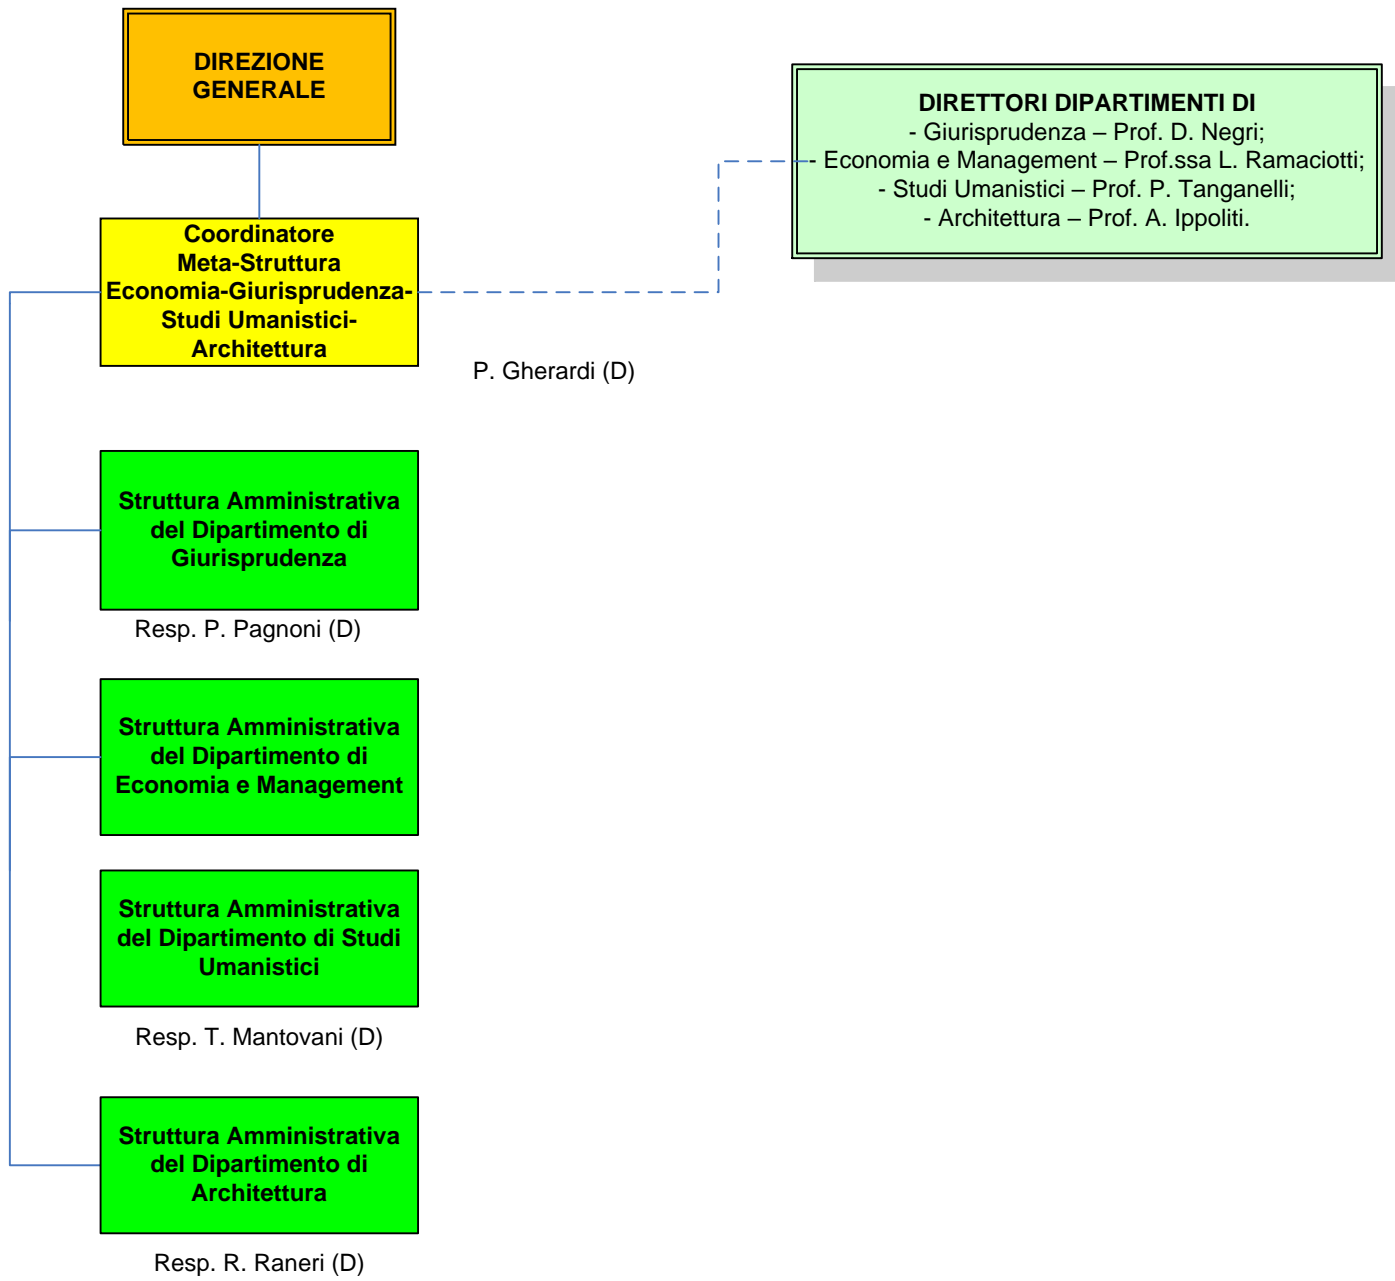 DIREZIONE
GENERALE
DIRETTORI DIPARTIMENTI DI
- Giurisprudenza – Prof. D. Negri;
- Economia e Management – Prof.ssa L. Ramaciotti;
- Studi Umanistici – Prof. P. Tanganelli;
- Architettura – Prof. A. Ippoliti.
Coordinatore
Meta-Struttura
Economia-Giurisprudenza-
Studi Umanistici-
Architettura
P. Gherardi (D)
Struttura Amministrativa
del Dipartimento di
Giurisprudenza
Resp. P. Pagnoni (D)
Struttura Amministrativa
del Dipartimento di
Economia e Management
Struttura Amministrativa
del Dipartimento di Studi
Umanistici
Resp. T. Mantovani (D)
Struttura Amministrativa
del Dipartimento di
Architettura
Resp. R. Raneri (D)